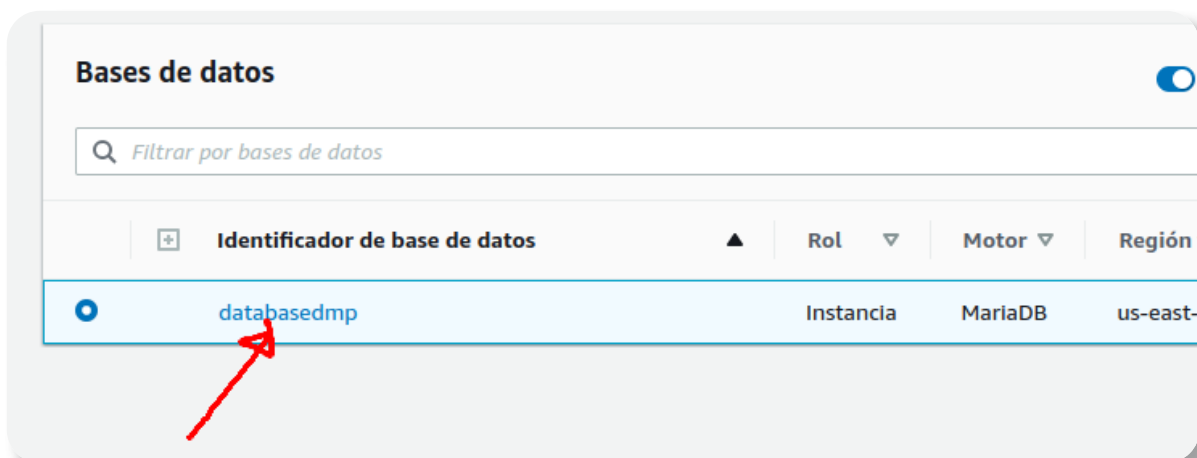 Bases de datos
Filtrar por bases de datos
Identificador de base de datos Rol Motor Región
databasedmp Instancia MariaDB us-east-